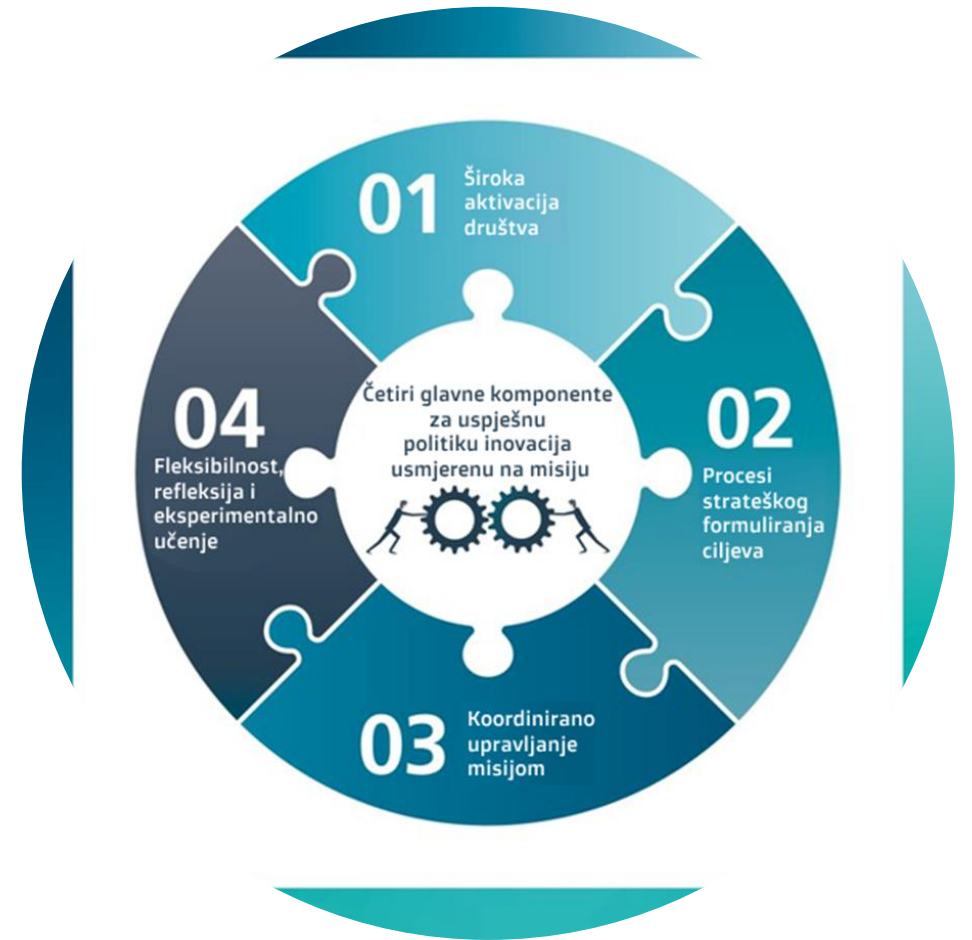 01
Široka
aktivacija
društva
Četiri glavne komponente
za uspješnu
politiku inovacija
usmjerenu na misiju
02
Procesi
strateškog
formuliranja
ciljeva
03
Koordinirano
upravljanje
misijom
04
Fleksibilnost,
refleksija i
eksperimentalno
učenje